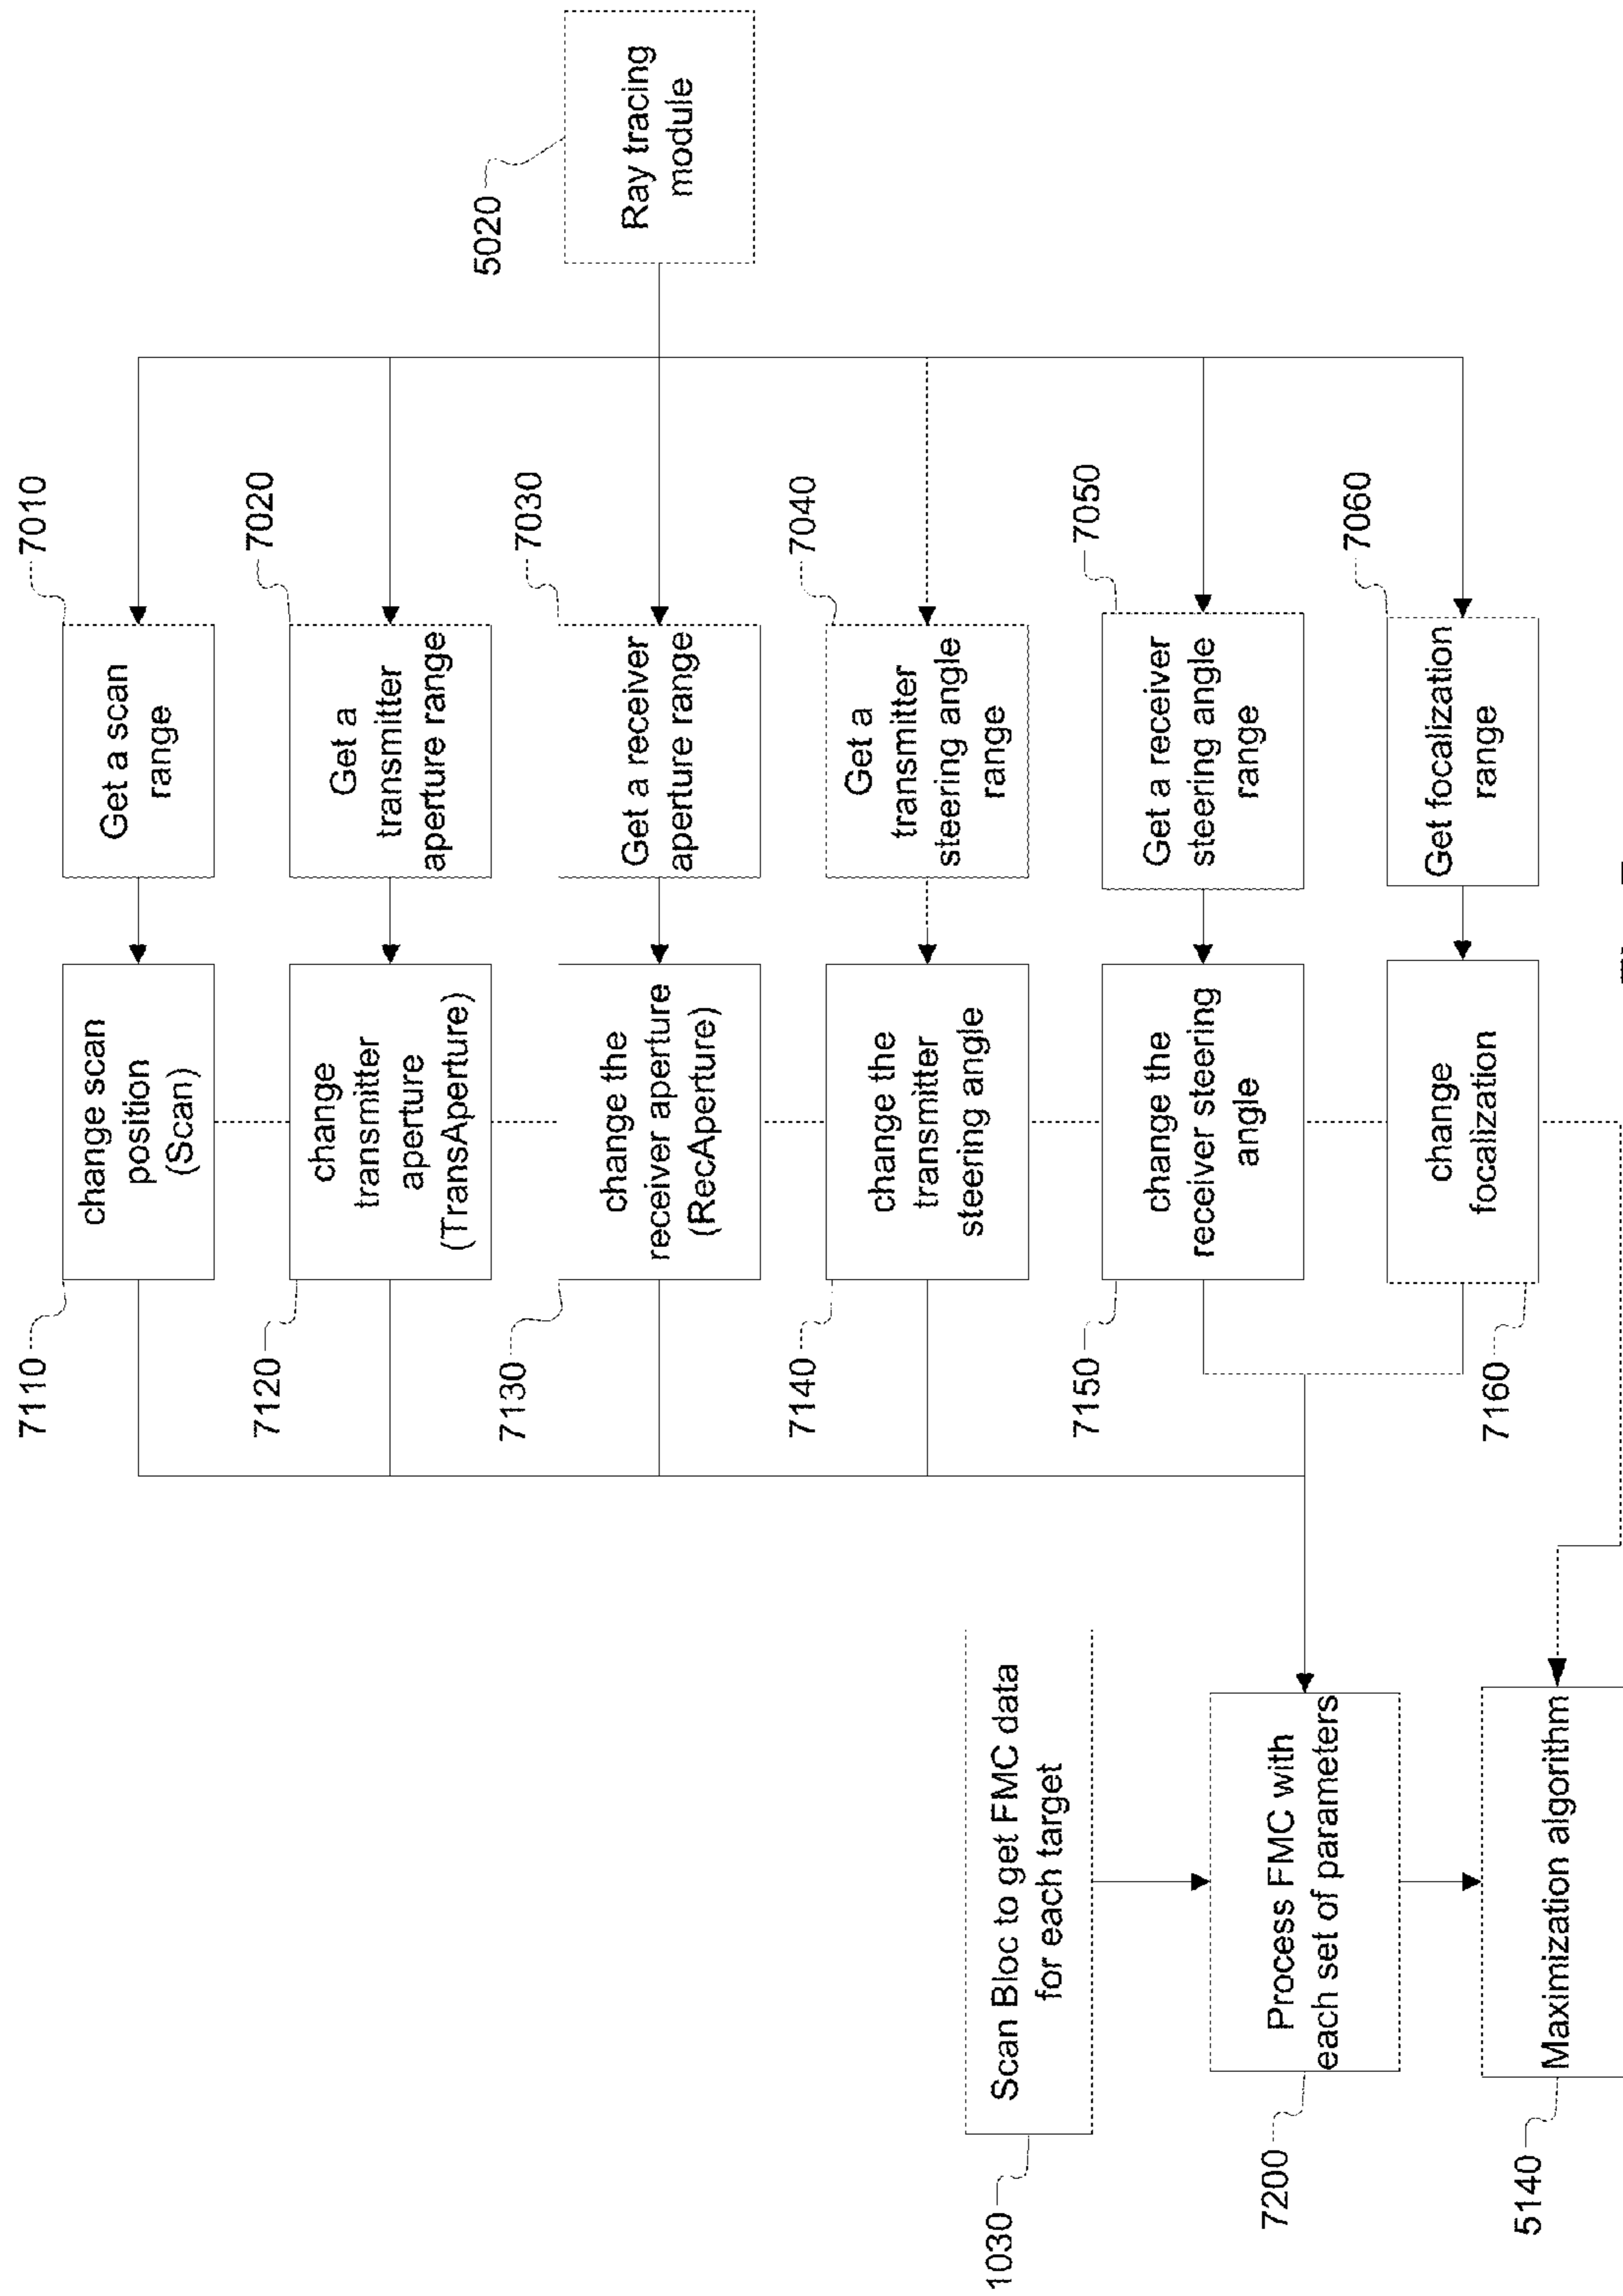 5020
Ray tracing
module
7010
Get a scan
range
7020
Get a
transmitter
aperture range
7030
Get a receiver
aperture range
7040
Get a
transmitter
steering angle
range
7050
Get a receiver
steering angle
range
7060
Get focalization
range
7110
change scan
position
(Scan)
7120
change
transmitter
aperture
(TransAperture)
7130
change the
receiver aperture
(RecAperture)
7140
change the
transmitter
steering angle
7150
change the
receiver steering
angle
7160
change
focalization
1030
Scan Bloc to get FMC data
for each target
7200
Process FMC with
each set of parameters
5140
Maximization algorithm